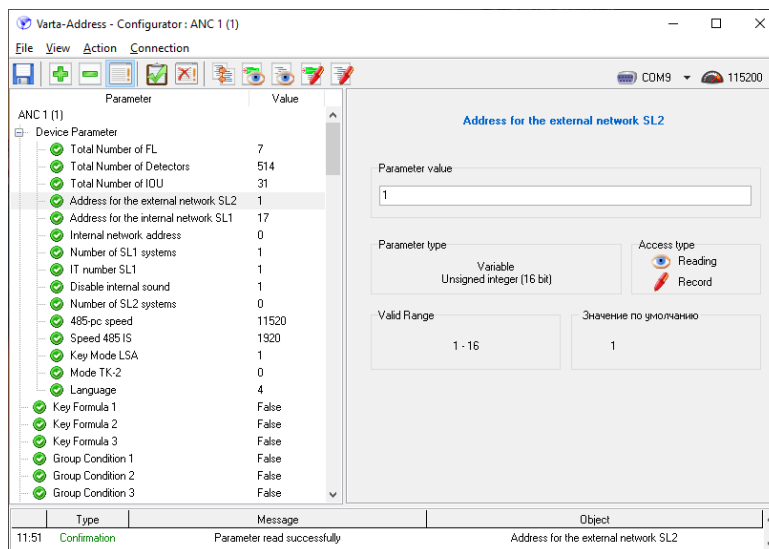 Varta-Address - Configurator : ANC 1 (1)
File View Action Connection
COM9 115200
Parameter Value
ANC 1 (1)
Device Parameter
Total Number of FL 7
Total Number of Detectors 514
Total Number of IOU 31
Address for the external network SL2 1
Address for the internal network SL1 17
Internal network address 0
Number of SL1 systems 1
IT number SL1 1
Disable internal sound 1
Number of SL2 systems 0
485-pc speed 11520
Speed 485 IS 1920
Key Mode LSA 1
Mode TK-2 0
Language 4
Key Formula 1 False
Key Formula 2 False
Key Formula 3 False
Group Condition 1 False
Group Condition 2 False
Group Condition 3 False
Address for the external network SL2
Parameter value
1
Parameter type
Variable
Unsigned integer (16 bit)
Access type
Reading
Record
Valid Range
1 - 16
Значение по умолчанию
1
Type Message Object
11:51 Confirmation Parameter read successfully Address for the external network SL2